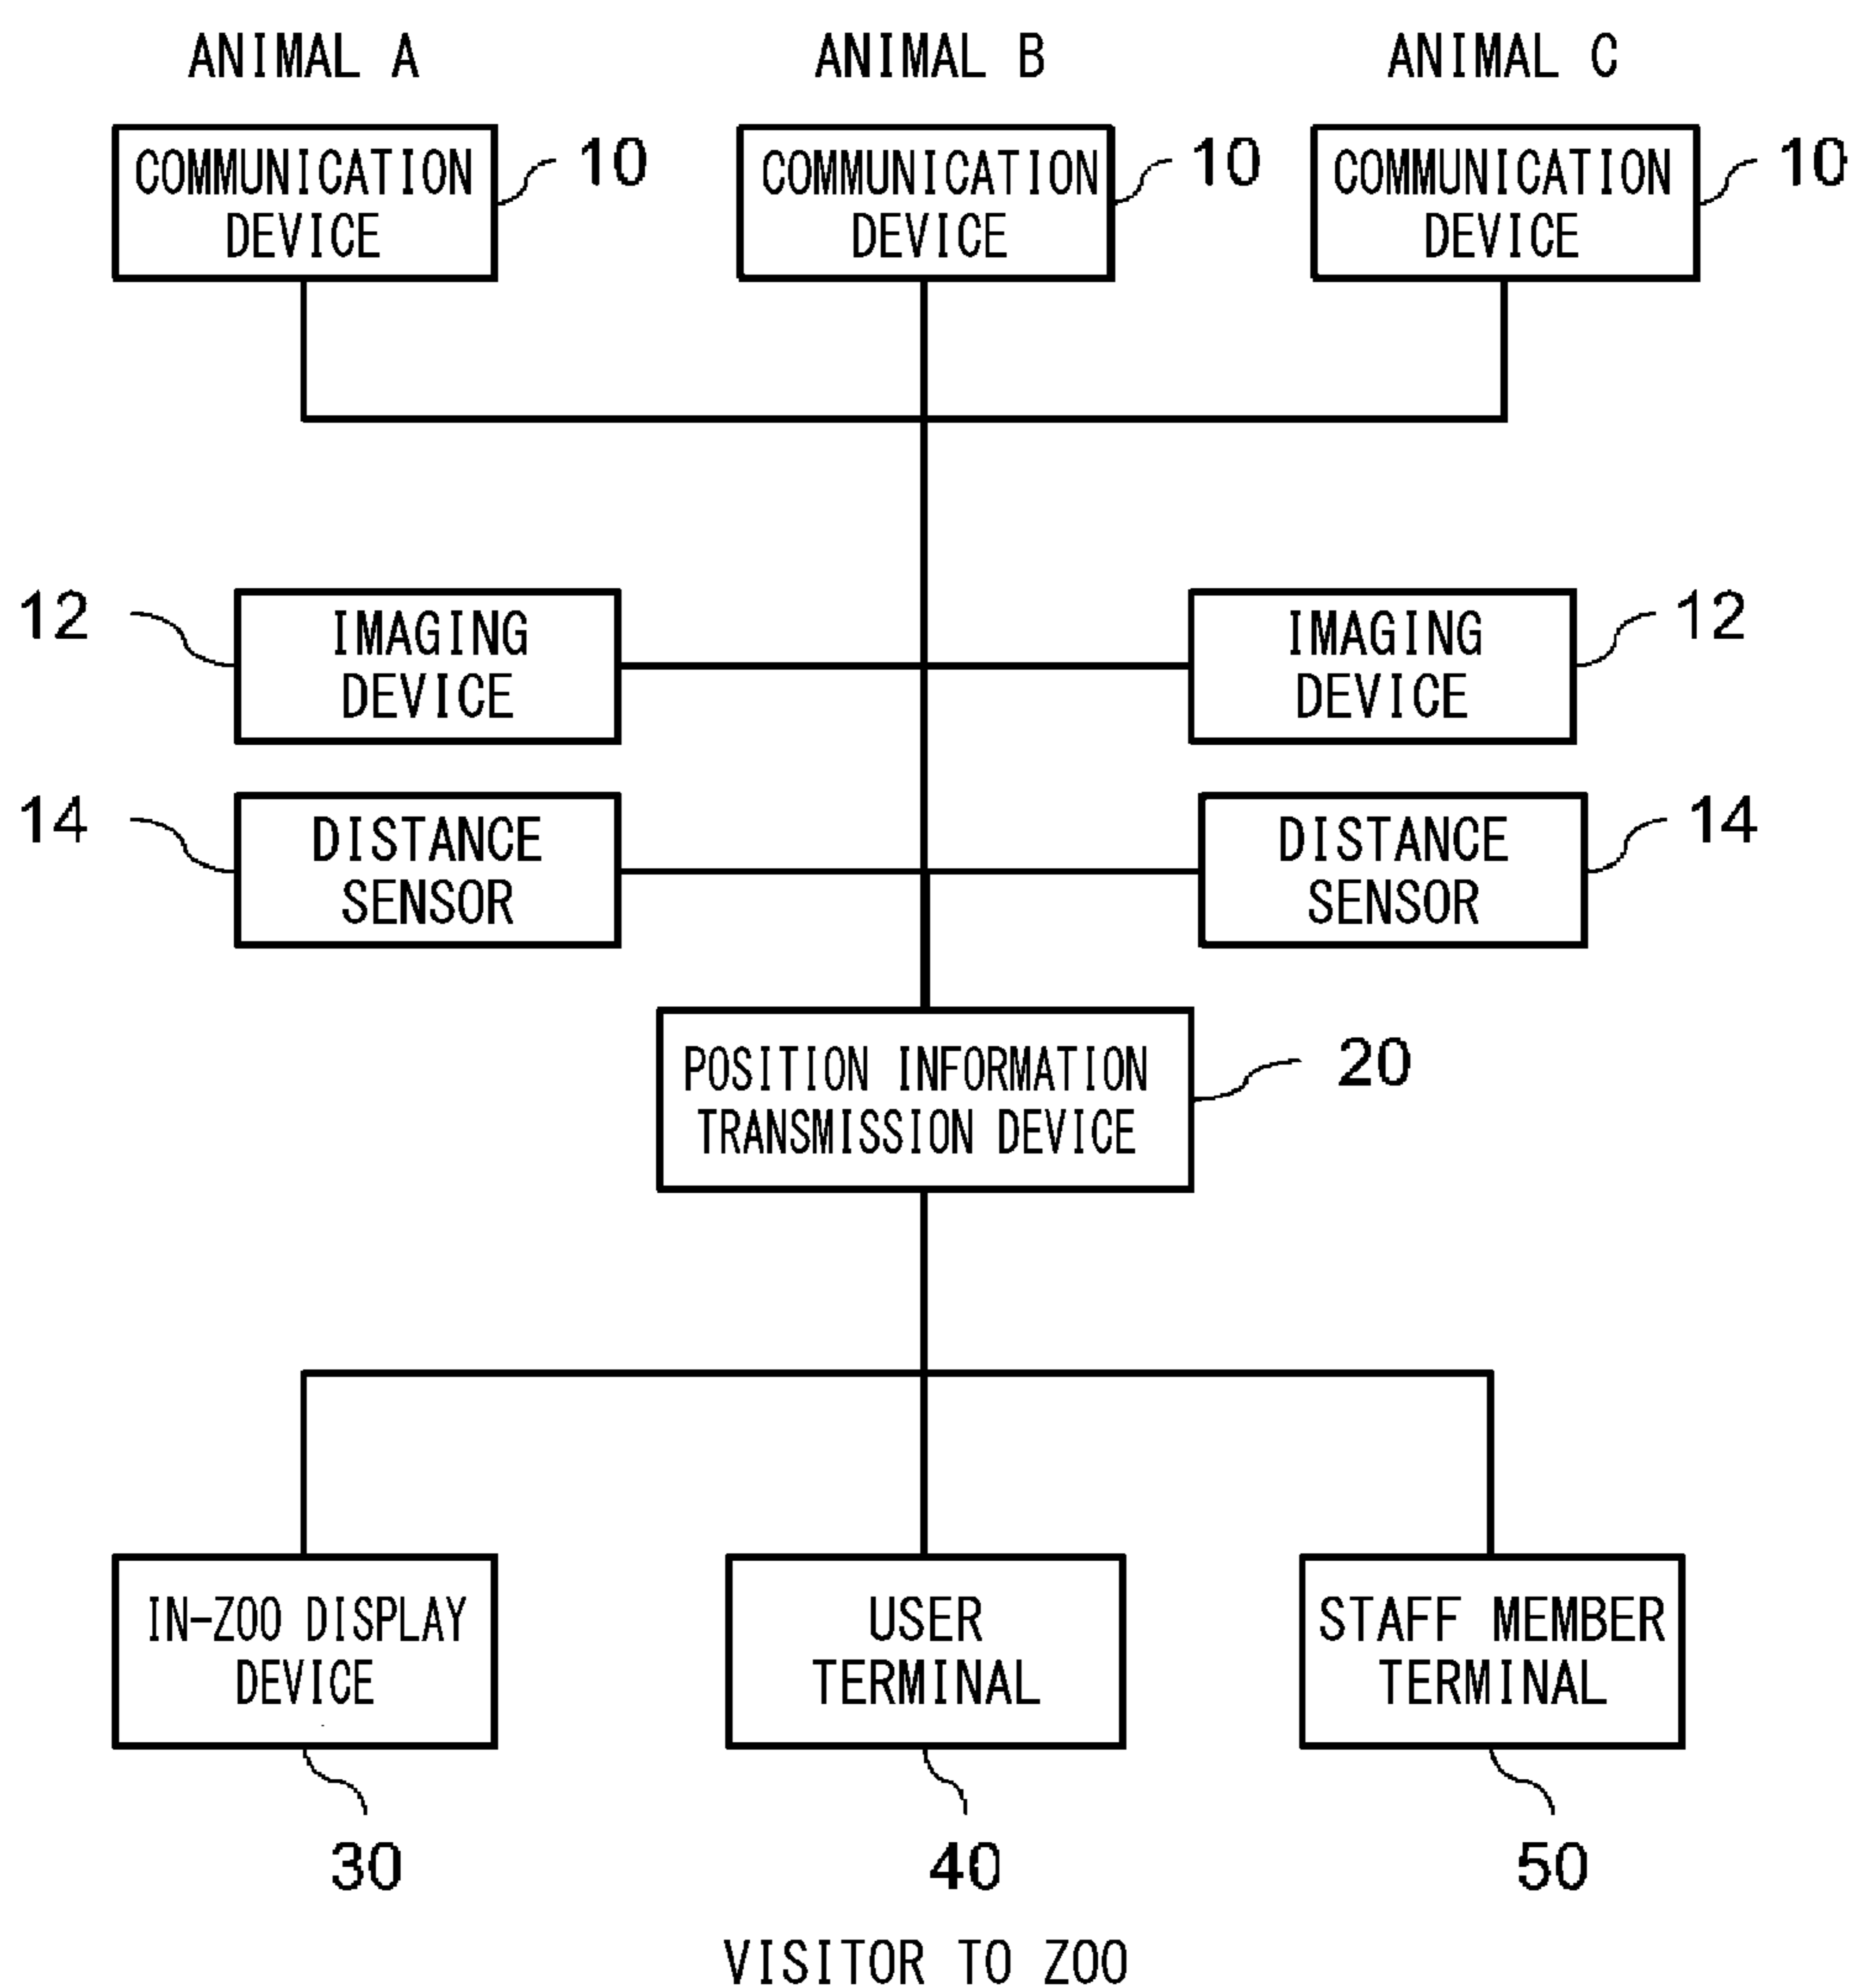 ANIMAL A
ANIMAL B
ANIMAL C
COMMUNICATION
DEVICE
10
COMMUNICATION
DEVICE
10
COMMUNICATION
DEVICE
10
12
IMAGING
DEVICE
IMAGING
DEVICE
12
14
DISTANCE
SENSOR
DISTANCE
SENSOR
14
POSITION INFORMATION
TRANSMISSION DEVICE
20
IN-ZOO DISPLAY
DEVICE
USER
TERMINAL
STAFF MEMBER
TERMINAL
30
40
50
VISITOR TO ZOO